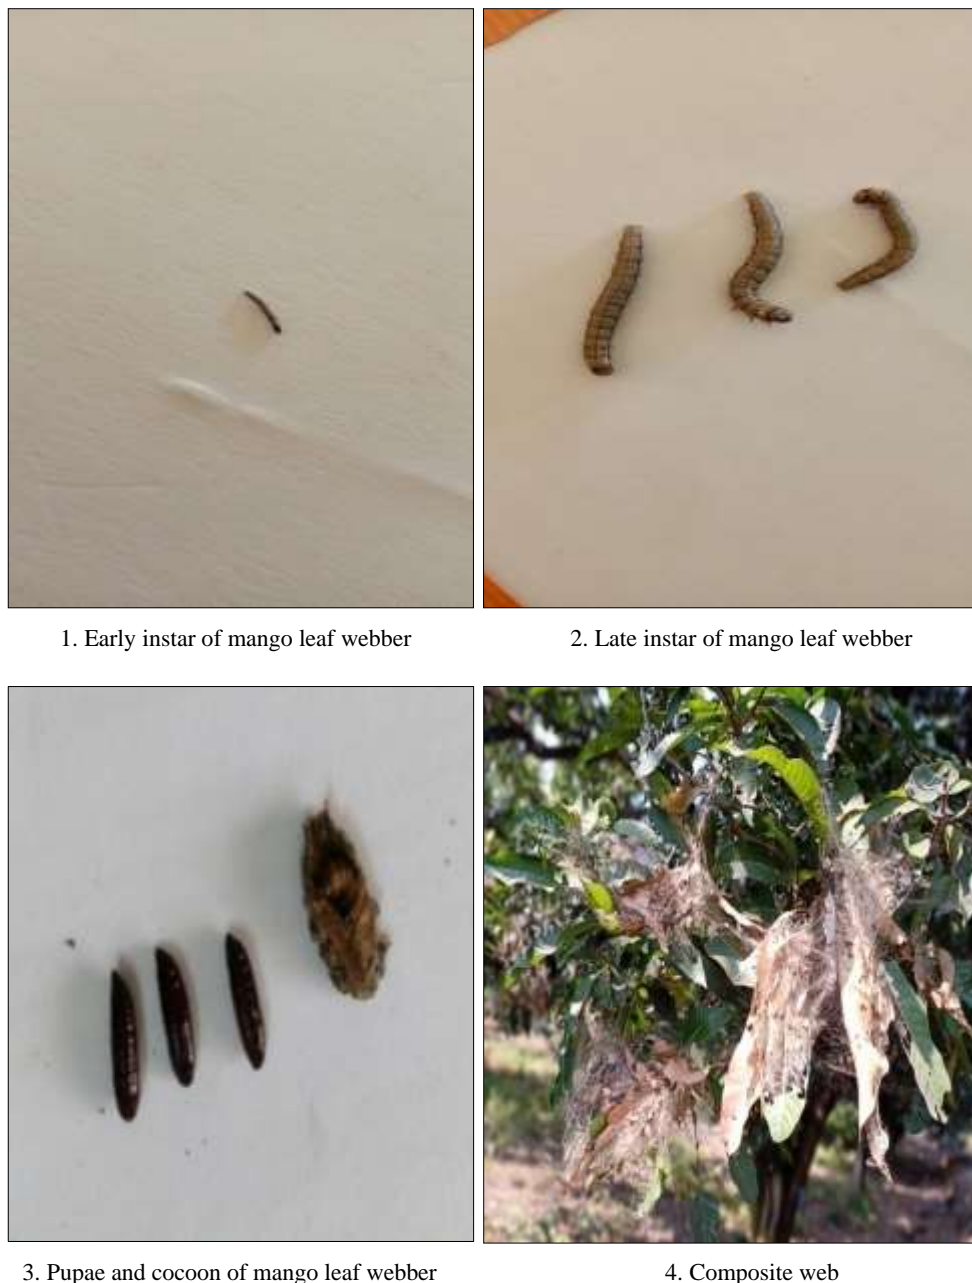 1. Early instar of mango leaf webber
2. Late instar of mango leaf webber
3. Pupae and cocoon of mango leaf webber
4. Composite web